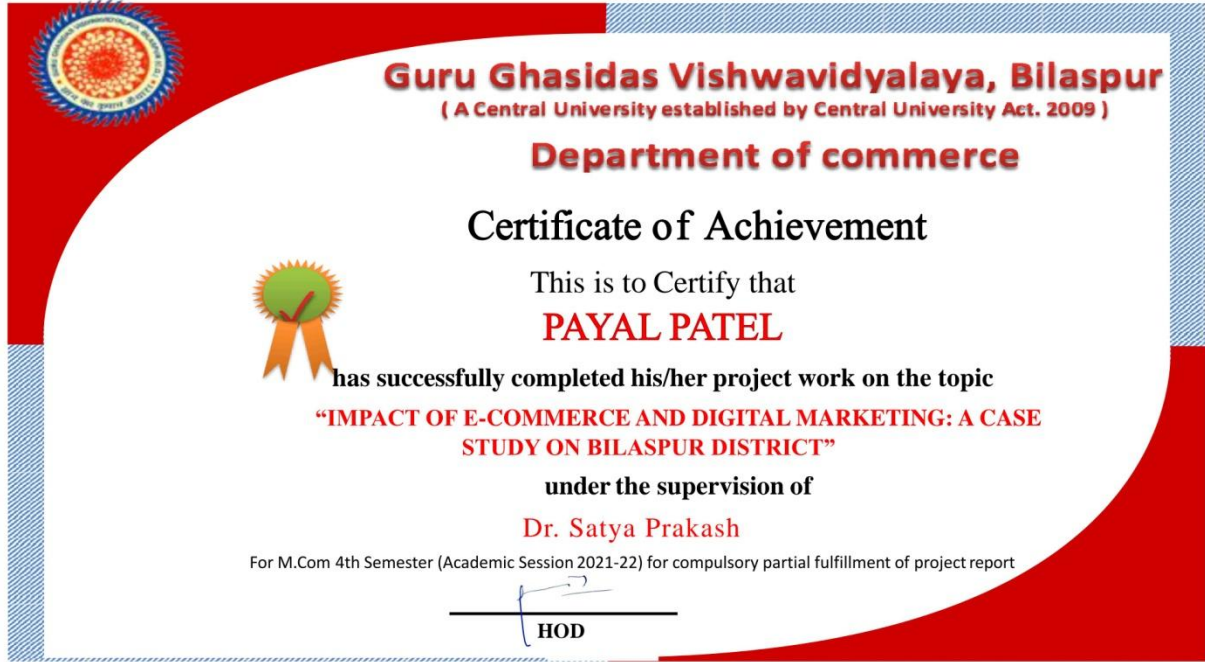 Guru Ghasidas Vishwavidyalaya, Bilaspur
( A Central University established by Central University Act. 2009 )
Department of commerce
Certificate of Achievement
This is to Certify that
PAYAL PATEL
has successfully completed his/her project work on the topic
“IMPACT OF E-COMMERCE AND DIGITAL MARKETING: A CASE
STUDY ON BILASPUR DISTRICT”
under the supervision of
Dr. Satya Prakash
For M.Com 4th Semester (Academic Session 2021-22) for compulsory partial fulfillment of project report
HOD